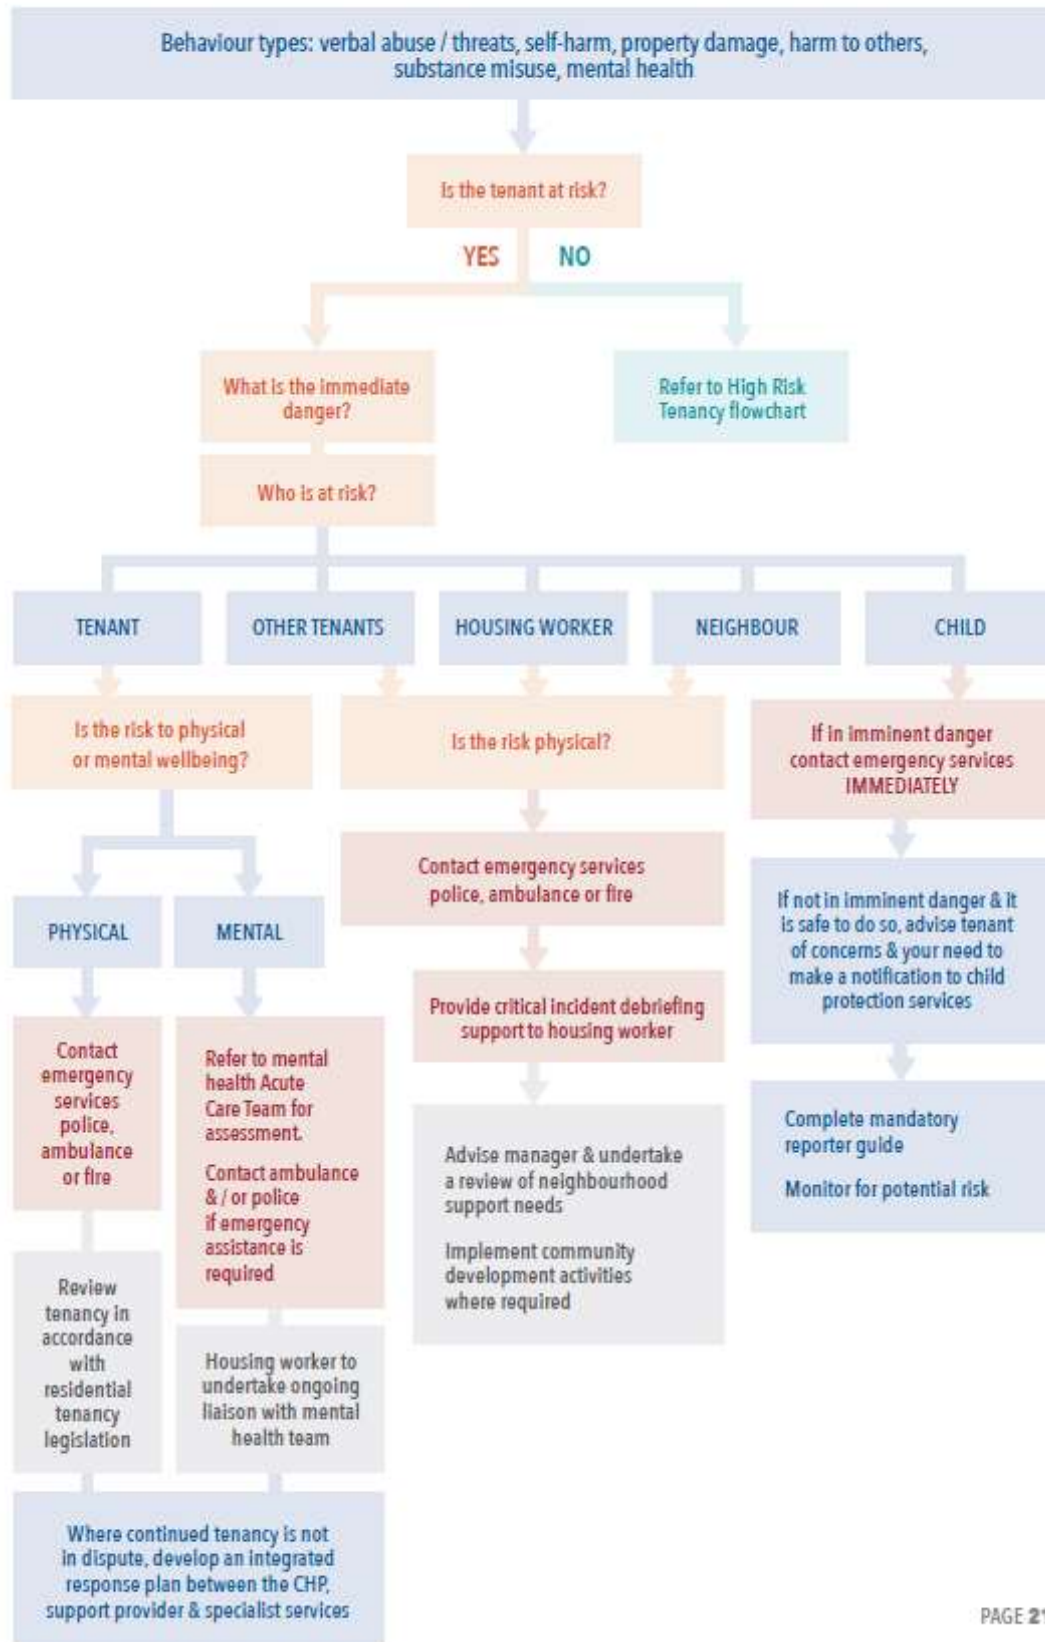 Behaviour types: verbal abuse / threats, self-harm, property damage, harm to others,
substance misuse, mental health
Is the tenant at risk?
YES
NO
What is the immediate
danger?
Refer to High Risk
Tenancy flowchart
Who is at risk?
TENANT
OTHER TENANTS
HOUSING WORKER
NEIGHBOUR
CHILD
Is the risk to physical
or mental wellbeing?
Is the risk physical?
If in imminent danger
contact emergency services
IMMEDIATELY
PHYSICAL
MENTAL
Contact emergency services
police, ambulance or fire
If not in imminent danger & it
is safe to do so, advise tenant
of concerns & your need to
make a notification to child
protection services
Contact
emergency
services
police,
ambulance
or fire
Refer to mental
health Acute
Care Team for
assessment.
Contact ambulance
& / or police
if emergency
assistance is
required
Provide critical incident debriefing
support to housing worker
Advise manager & undertake
a review of neighbourhood
support needs
Implement community
development activities
where required
Complete mandatory
reporter guide
Monitor for potential risk
Review
tenancy in
accordance
with
residential
tenancy
legislation
Housing worker to
undertake ongoing
liaison with mental
health team
Where continued tenancy is not
in dispute, develop an integrated
response plan between the CHP,
support provider & specialist services
PAGE 21